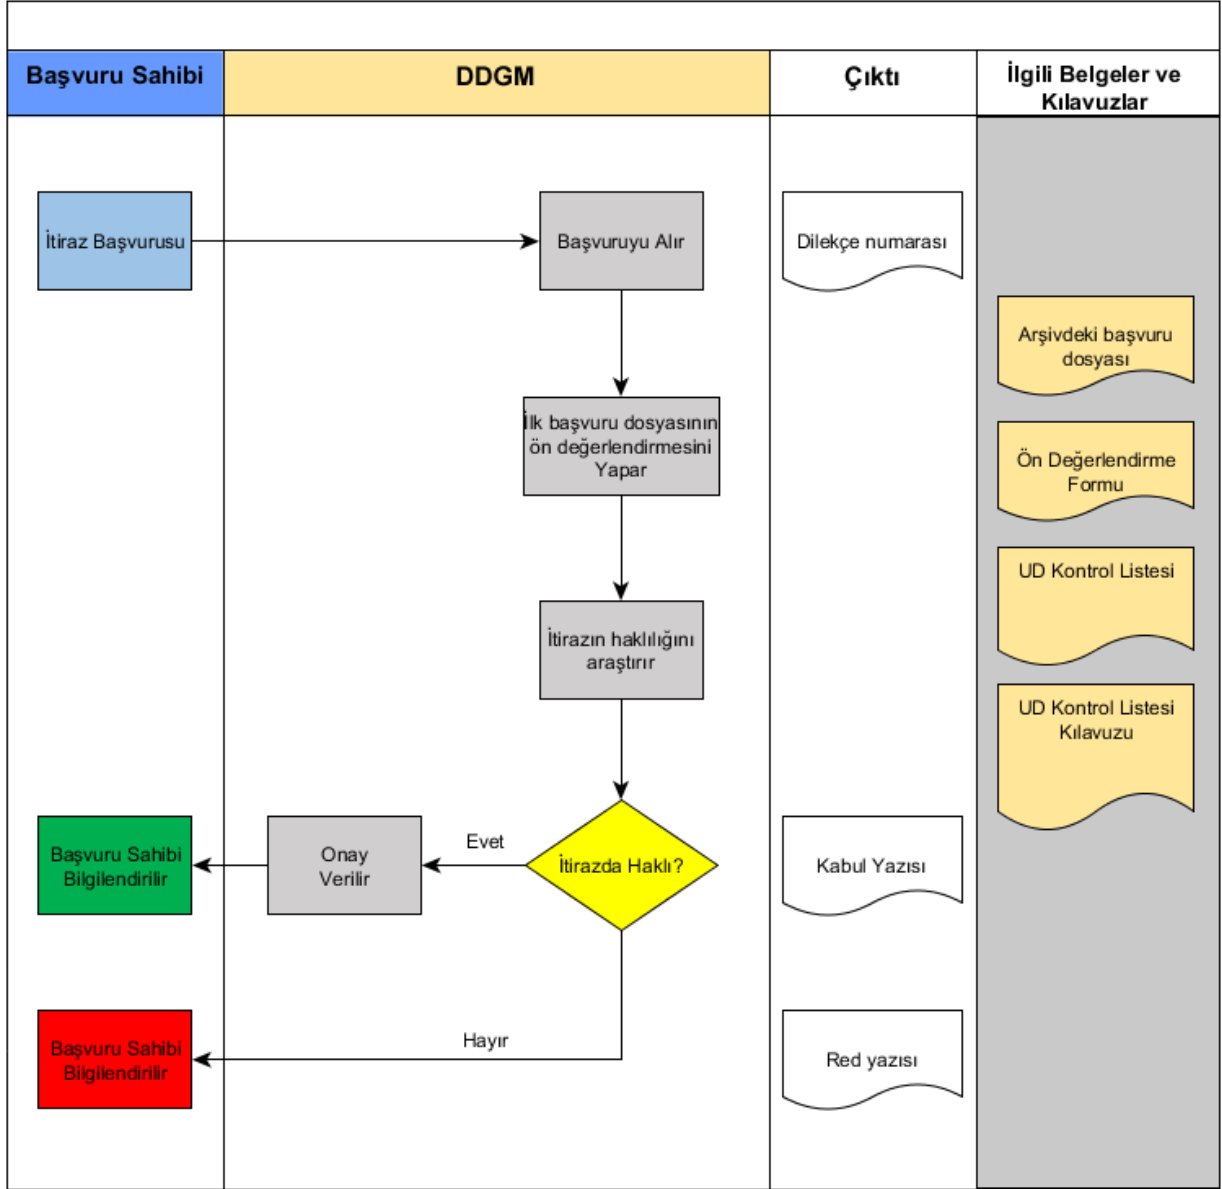 Başvuru Sahibi
DDGM
Çıktı
İlgili Belgeler ve
Kılavuzlar
İtiraz Başvurusu
Başvuruyu Alır
Dilekçe numarası
Arşivdeki başvuru
dosyası
İlk başvuru dosyasının
ön değerlendirmesini
Yapar
Ön Değerlendirme
Formu
UD Kontrol Listesi
İtirazın haklılığını
araştırır
UD Kontrol Listesi
Kılavuzu
Başvuru Sahibi
Bilgilendirilir
Onay
Verilir
Evet
İtirazda Haklı?
Kabul Yazısı
Başvuru Sahibi
Bilgilendirilir
Hayır
Red yazısı